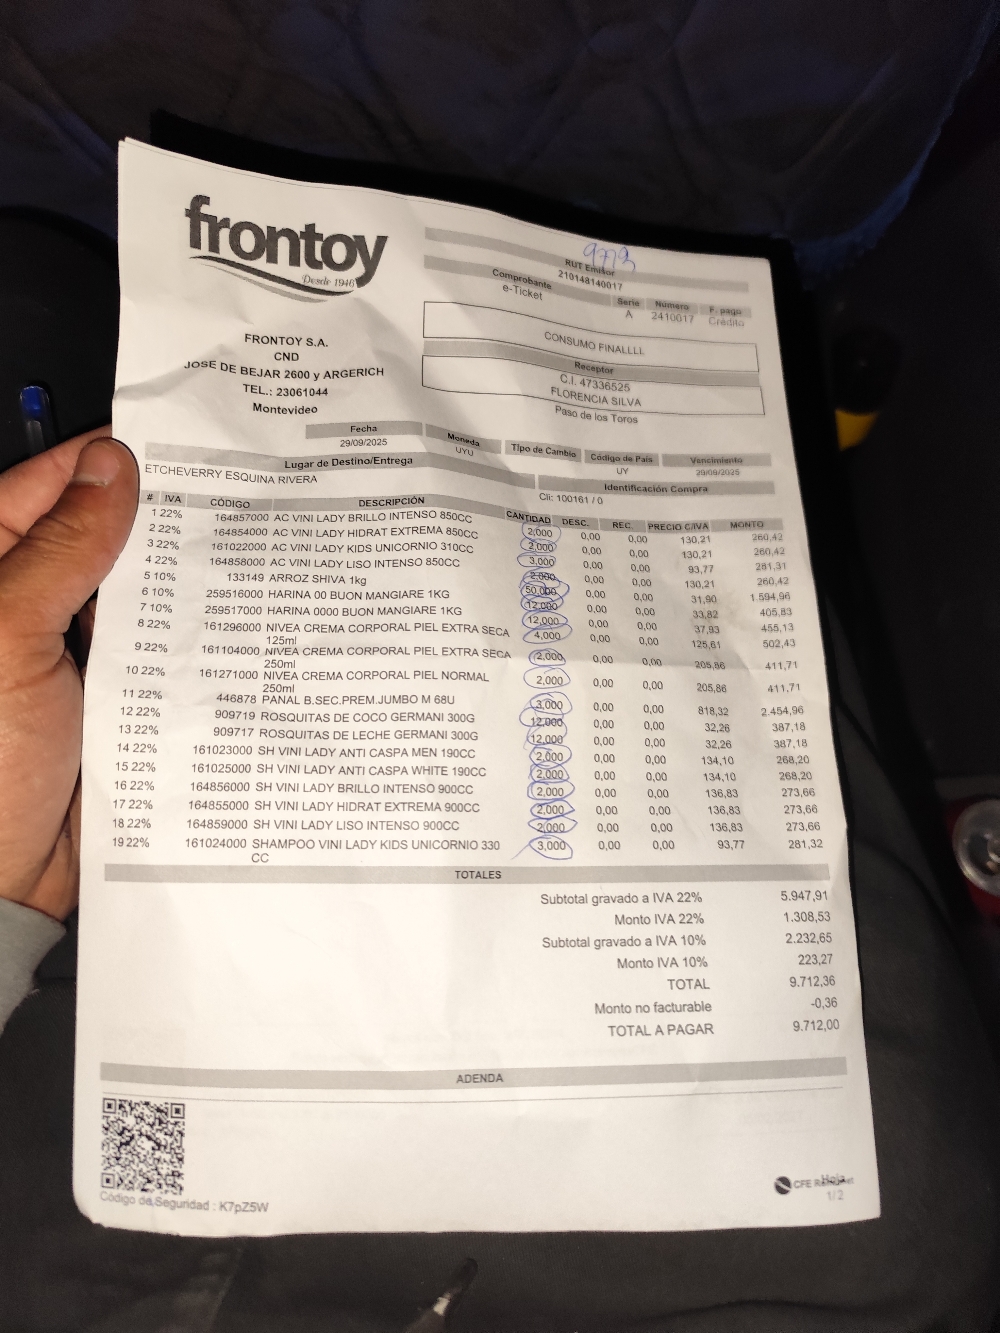 frontoy
Desde 1946
9713
RUT Emisor
210148140017
Comprobante
e-Ticket
Serie Número F. pago
A 2410017 Crédito
CONSUMO FINALLLL
Receptor
C.I. 47336525
FLORENCIA SILVA
Paso de los Toros
FRONTOY S.A.
CND
JOSE DE BEJAR 2600 y ARGERICH
TEL.: 23061044
Montevideo
Fecha Moneda Tipo de Cambio Código de País Vencimiento
29/09/2025 UYU UY 29/09/2025
Lugar de Destino/Entrega Identificación Compra
ETCHEVERRY ESQUINA RIVERA Cli: 100161 / 0
# IVA CÓDIGO DESCRIPCIÓN CANTIDAD DESC. REC. PRECIO C/IVA MONTO
1 22% 164857000 AC VINI LADY BRILLO INTENSO 850CC 2,000 0,00 0,00 130,21 260,42
2 22% 164854000 AC VINI LADY HIDRAT EXTREMA 850CC 2,000 0,00 0,00 130,21 260,42
3 22% 161022000 AC VINI LADY KIDS UNICORNIO 310CC 3,000 0,00 0,00 93,77 281,31
4 22% 164858000 AC VINI LADY LISO INTENSO 850CC 2,000 0,00 0,00 130,21 260,42
5 10% 133149 ARROZ SHIVA 1kg 50,000 0,00 0,00 31,90 1.594,96
6 10% 259516000 HARINA 00 BUON MANGIARE 1KG 12,000 0,00 0,00 33,82 405,83
7 10% 259517000 HARINA 0000 BUON MANGIARE 1KG 12,000 0,00 0,00 37,93 455,13
8 22% 161296000 NIVEA CREMA CORPORAL PIEL EXTRA SECA 4,000 0,00 0,00 125,61 502,43
125ml
9 22% 161104000 NIVEA CREMA CORPORAL PIEL EXTRA SECA 2,000 0,00 0,00 205,86 411,71
250ml
10 22% 161271000 NIVEA CREMA CORPORAL PIEL NORMAL 2,000 0,00 0,00 205,86 411,71
250ml
11 22% 446878 PANAL B.SEC.PREM.JUMBO M 68U 3,000 0,00 0,00 818,32 2.454,96
12 22% 909719 ROSQUITAS DE COCO GERMANI 300G 12,000 0,00 0,00 32,26 387,18
13 22% 909717 ROSQUITAS DE LECHE GERMANI 300G 12,000 0,00 0,00 32,26 387,18
14 22% 161023000 SH VINI LADY ANTI CASPA MEN 190CC 2,000 0,00 0,00 134,10 268,20
15 22% 161025000 SH VINI LADY ANTI CASPA WHITE 190CC 2,000 0,00 0,00 134,10 268,20
16 22% 164856000 SH VINI LADY BRILLO INTENSO 900CC 2,000 0,00 0,00 136,83 273,66
17 22% 164855000 SH VINI LADY HIDRAT EXTREMA 900CC 2,000 0,00 0,00 136,83 273,66
18 22% 164859000 SH VINI LADY LISO INTENSO 900CC 2,000 0,00 0,00 136,83 273,66
19 22% 161024000 SHAMPOO VINI LADY KIDS UNICORNIO 330 3,000 0,00 0,00 93,77 281,32
CC
TOTALES
Subtotal gravado a IVA 22% 5.947,91
Monto IVA 22% 1.308,53
Subtotal gravado a IVA 10% 2.232,65
Monto IVA 10% 223,27
TOTAL 9.712,36
Monto no facturable -0,36
TOTAL A PAGAR 9.712,00
ADENDA
Código de Seguridad : K7pZ5W
CFE
Hoja
1/2